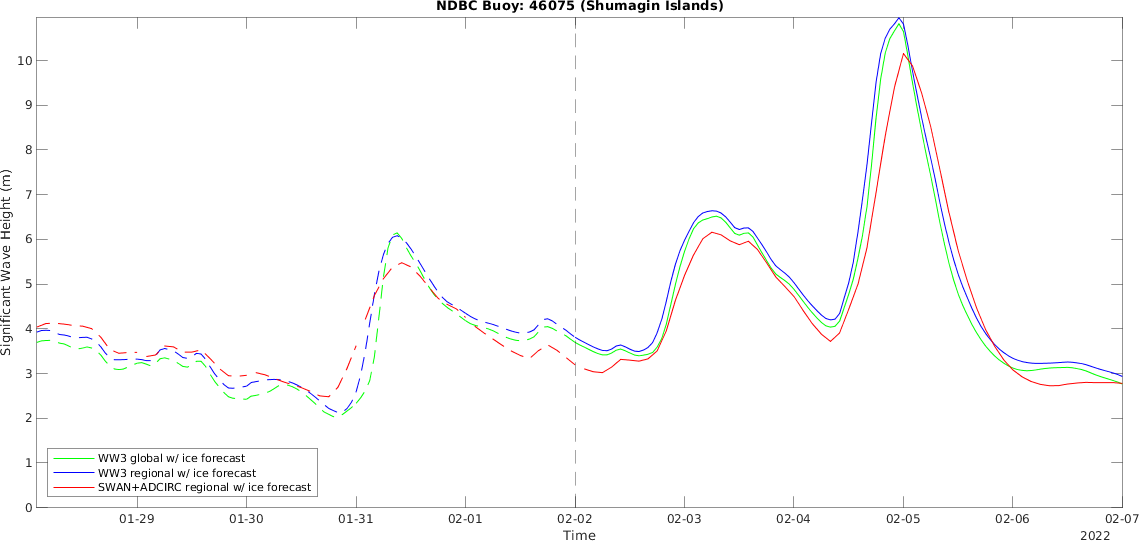 NDBC Buoy: 46075 (Shumagin Islands)
Significant Wave Height (m)
10
9
8
7
6
5
4
3
2
1
0
WW3 global w/ ice forecast
WW3 regional w/ ice forecast
SWAN+ADCIRC regional w/ ice forecast
01-29 01-30 01-31 02-01 02-02 02-03 02-04 02-05 02-06 02-07
Time
2022